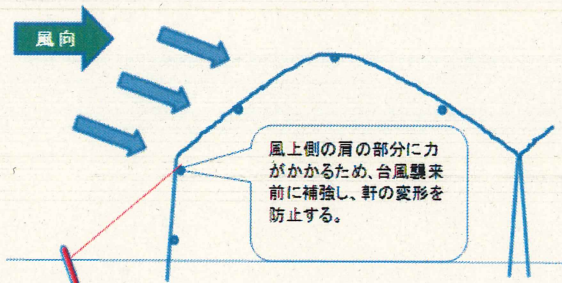 風向
風上側の肩の部分に力
がかかるため、台風襲来
前に補強し、軒の変形を
防止する。